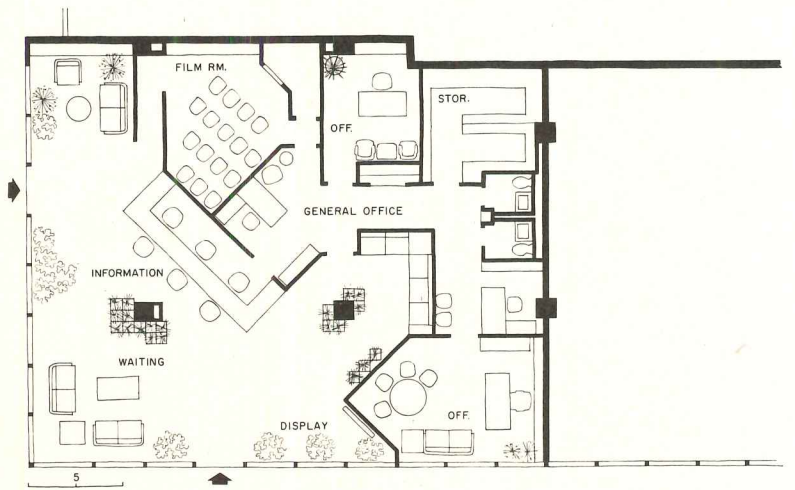 FILM RM.
STOR.
OFF.
GENERAL OFFICE
INFORMATION
WAITING
DISPLAY
OFF.
5